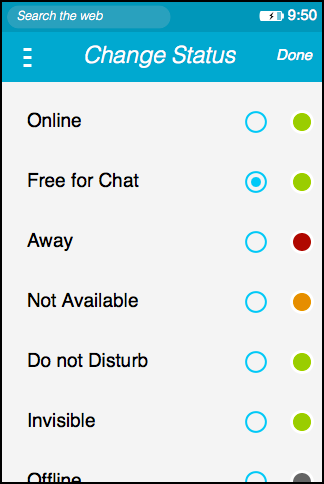 Search the web
9:50
Change Status
Done
Online
Free for Chat
Away
Not Available
Do not Disturb
Invisible
Offline